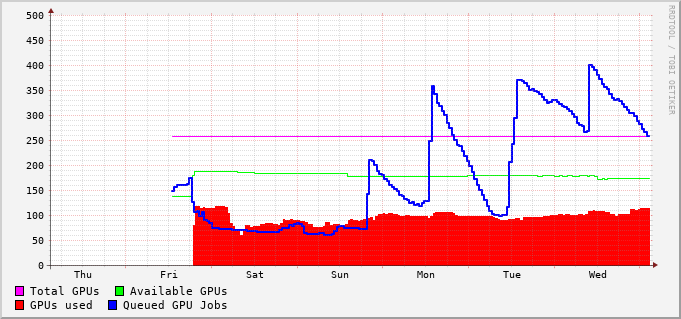 500
450
400
350
300
250
200
150
100
50
0
Thu Fri Sat Sun Mon Tue Wed
Total GPUs Available GPUs
GPUs used Queued GPU Jobs
RRDTOOL / TOBI OETIKER